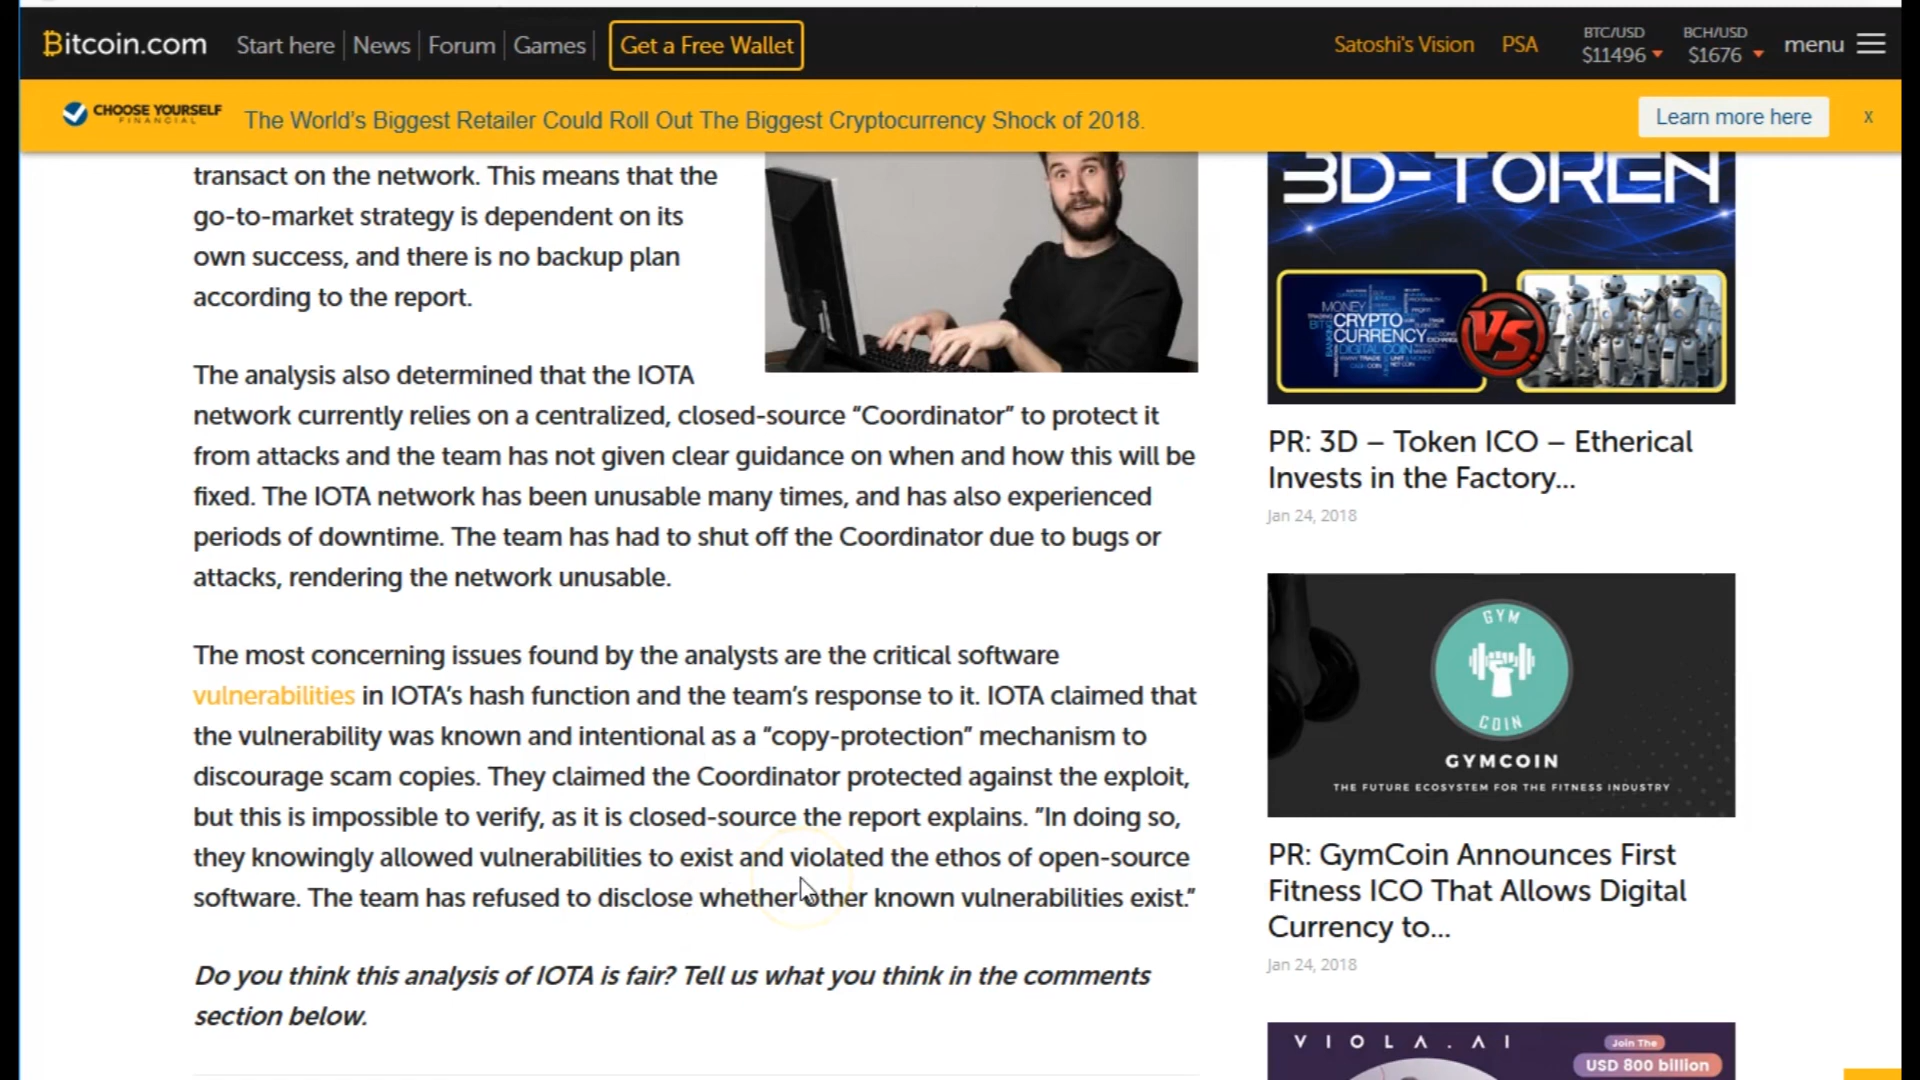 Bitcoin.com Start here News Forum Games Get a Free Wallet Satoshi's Vision PSA BTC/USD $11496 BCH/USD $1676 menu
CHOOSE YOURSELF
FINANCIAL
The World's Biggest Retailer Could Roll Out The Biggest Cryptocurrency Shock of 2018.
Learn more here
x
transact on the network. This means that the
go-to-market strategy is dependent on its
own success, and there is no backup plan
according to the report.
The analysis also determined that the IOTA
network currently relies on a centralized, closed-source “Coordinator” to protect it
from attacks and the team has not given clear guidance on when and how this will be
fixed. The IOTA network has been unusable many times, and has also experienced
periods of downtime. The team has had to shut off the Coordinator due to bugs or
attacks, rendering the network unusable.
The most concerning issues found by the analysts are the critical software
vulnerabilities in IOTA’s hash function and the team’s response to it. IOTA claimed that
the vulnerability was known and intentional as a “copy-protection” mechanism to
discourage scam copies. They claimed the Coordinator protected against the exploit,
but this is impossible to verify, as it is closed-source the report explains. “In doing so,
they knowingly allowed vulnerabilities to exist and violated the ethos of open-source
software. The team has refused to disclose whether other known vulnerabilities exist.”
Do you think this analysis of IOTA is fair? Tell us what you think in the comments
section below.
3D-TOKEN
MONEY
CRYPTO
CURRENCY
DIGITAL COIN
VS
PR: 3D – Token ICO – Etherical
Invests in the Factory...
Jan 24, 2018
GYM
COIN
GYMCOIN
THE FUTURE ECOSYSTEM FOR THE FITNESS INDUSTRY
PR: GymCoin Announces First
Fitness ICO That Allows Digital
Currency to...
Jan 24, 2018
VIOLA.AI
Join The
USD 800 billion